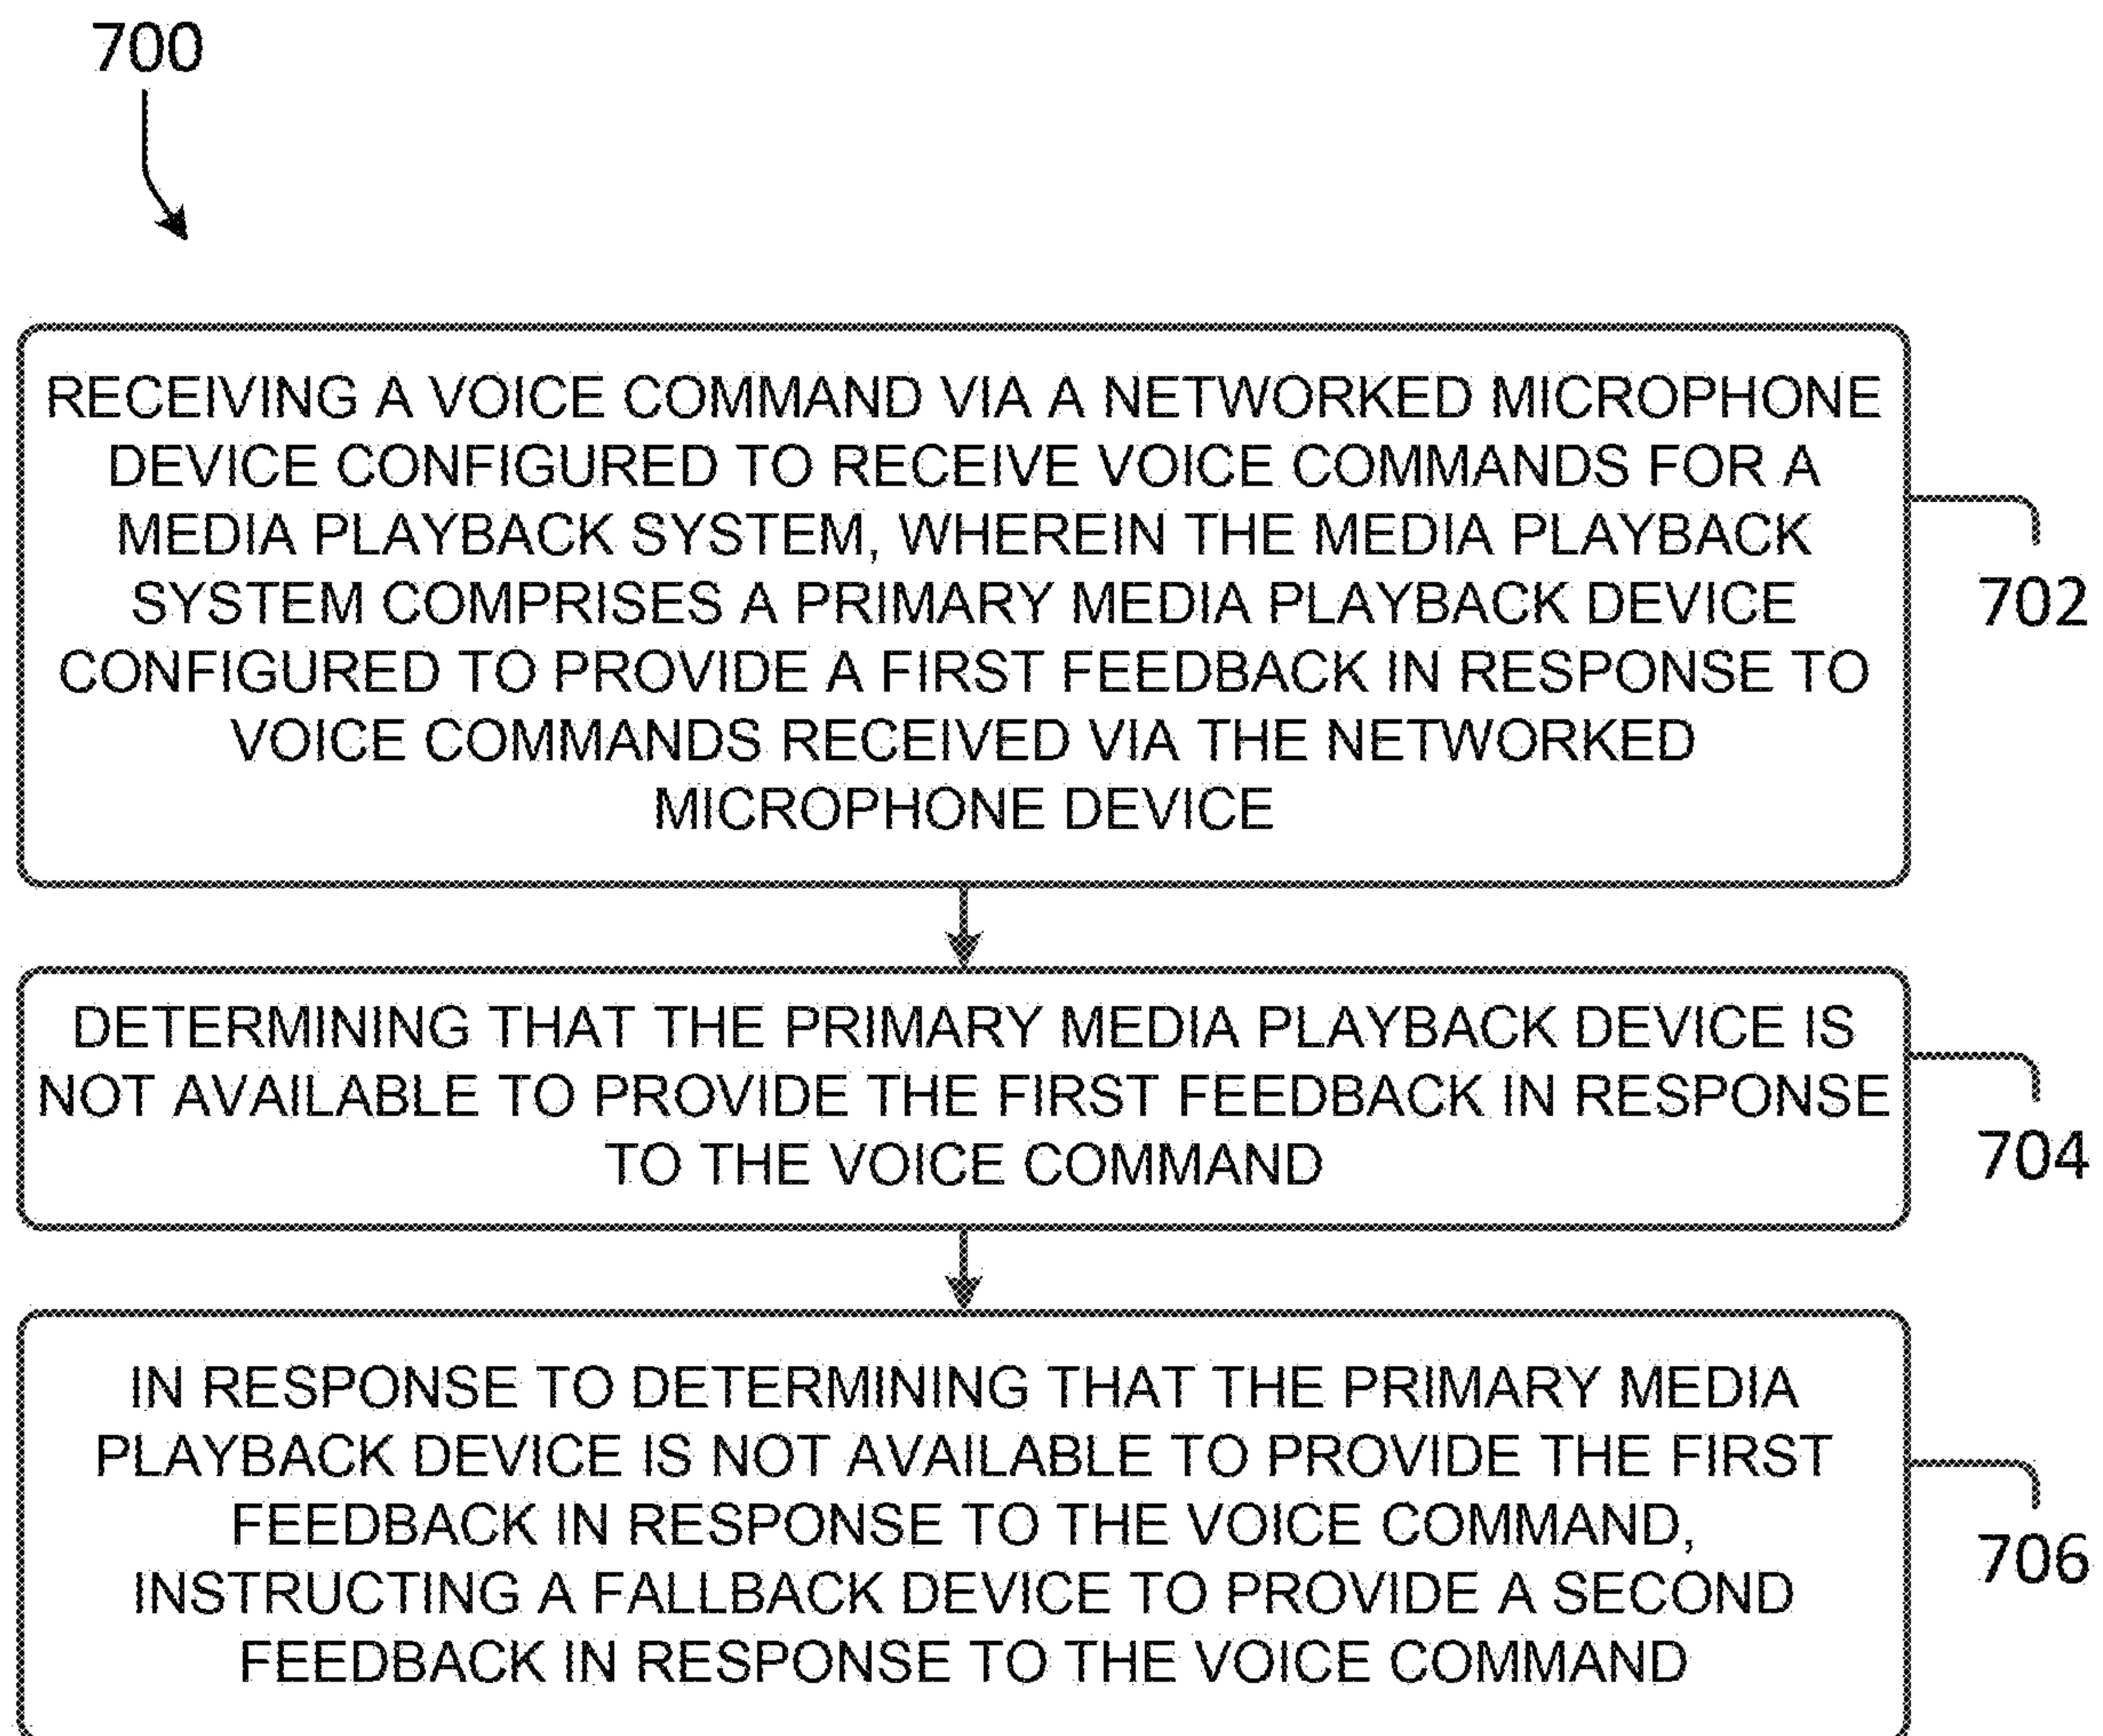 700
RECEIVING A VOICE COMMAND VIA A NETWORKED MICROPHONE
DEVICE CONFIGURED TO RECEIVE VOICE COMMANDS FOR A
MEDIA PLAYBACK SYSTEM, WHEREIN THE MEDIA PLAYBACK
SYSTEM COMPRISES A PRIMARY MEDIA PLAYBACK DEVICE
CONFIGURED TO PROVIDE A FIRST FEEDBACK IN RESPONSE TO
VOICE COMMANDS RECEIVED VIA THE NETWORKED
MICROPHONE DEVICE
702
DETERMINING THAT THE PRIMARY MEDIA PLAYBACK DEVICE IS
NOT AVAILABLE TO PROVIDE THE FIRST FEEDBACK IN RESPONSE
TO THE VOICE COMMAND
704
IN RESPONSE TO DETERMINING THAT THE PRIMARY MEDIA
PLAYBACK DEVICE IS NOT AVAILABLE TO PROVIDE THE FIRST
FEEDBACK IN RESPONSE TO THE VOICE COMMAND,
INSTRUCTING A FALLBACK DEVICE TO PROVIDE A SECOND
FEEDBACK IN RESPONSE TO THE VOICE COMMAND
706